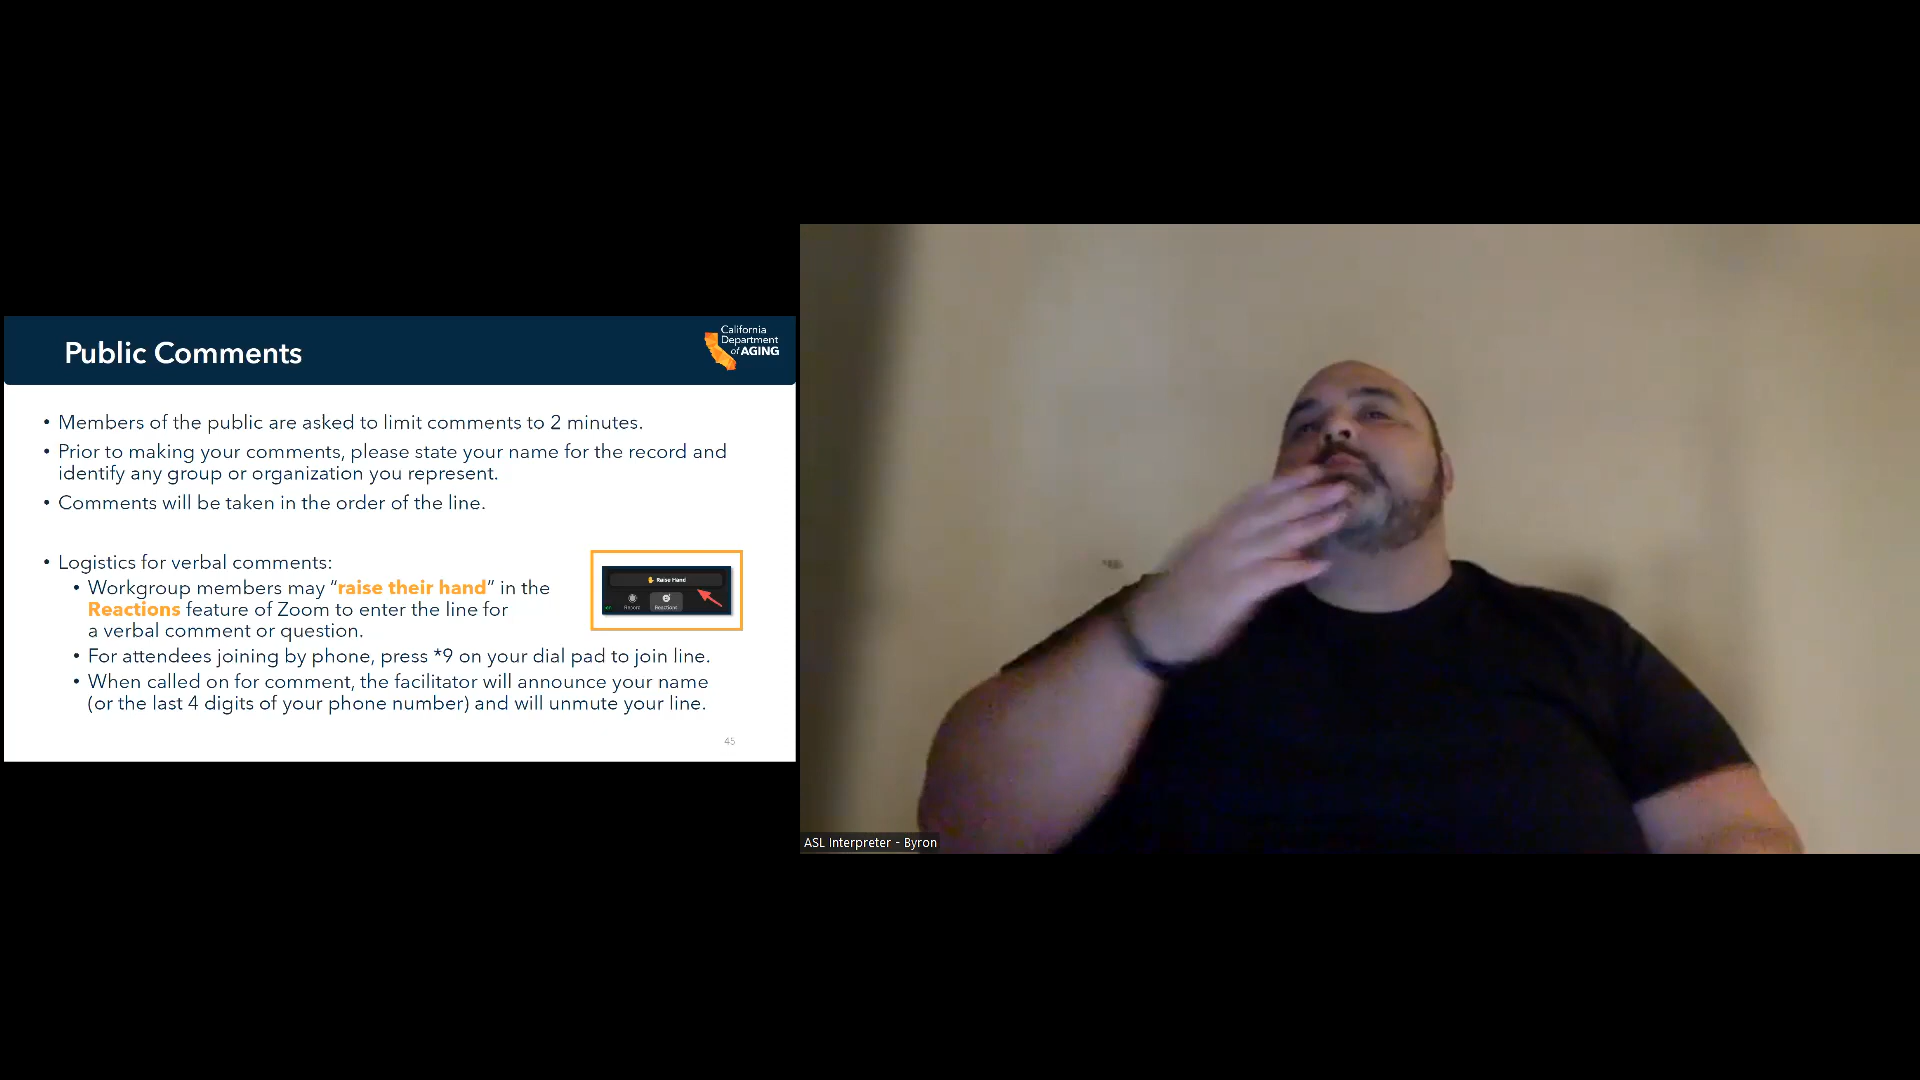 Public Comments
California
Department
of AGING
• Members of the public are asked to limit comments to 2 minutes.
• Prior to making your comments, please state your name for the record and
identify any group or organization you represent.
• Comments will be taken in the order of the line.
• Logistics for verbal comments:
• Workgroup members may “raise their hand” in the
Reactions feature of Zoom to enter the line for
a verbal comment or question.
Raise Hand
Record
Reactions
• For attendees joining by phone, press *9 on your dial pad to join line.
• When called on for comment, the facilitator will announce your name
(or the last 4 digits of your phone number) and will unmute your line.
45
ASL Interpreter - Byron